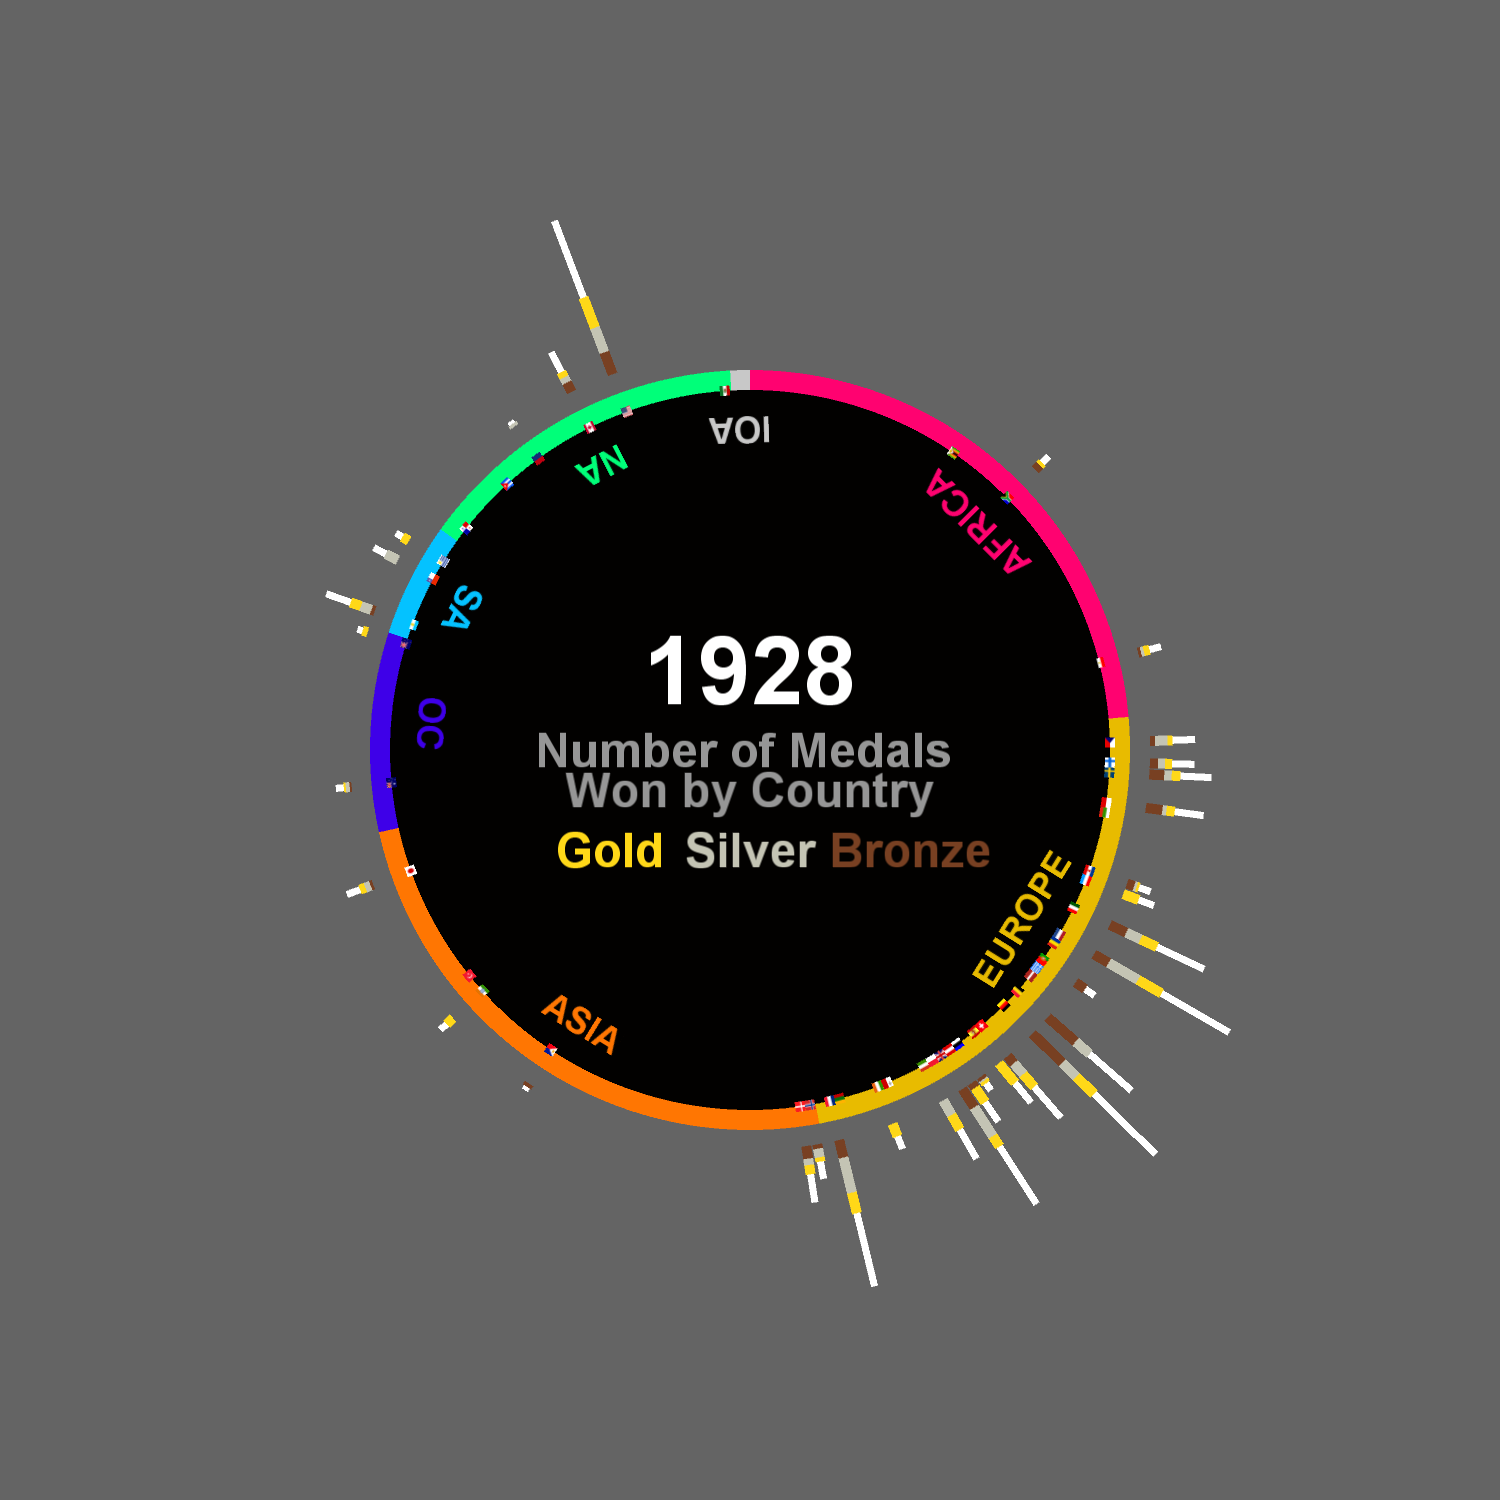 IOA
NA
AFRICA
SA
OC
1928
Number of Medals
Won by Country
Gold Silver Bronze
EUROPE
ASIA